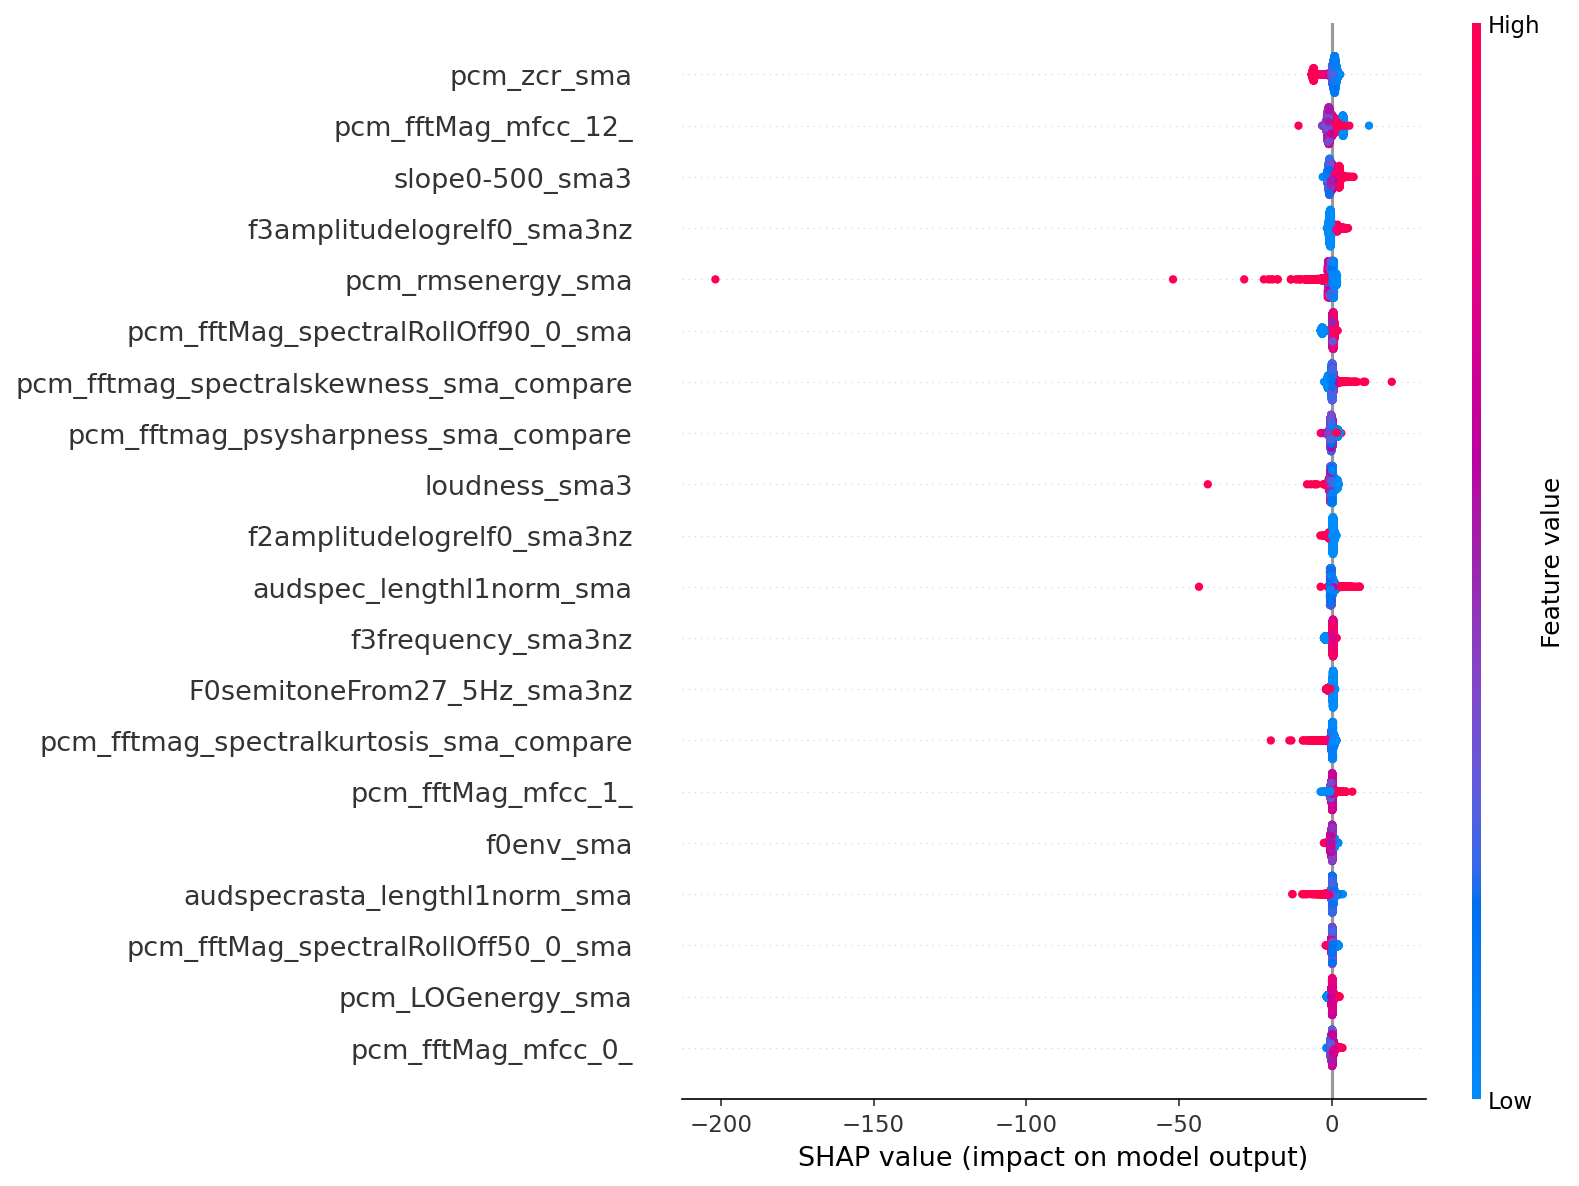 High
pcm_zcr_sma
pcm_fftMag_mfcc_12_
slope0-500_sma3
f3amplitudelogrelf0_sma3nz
pcm_rmsenergy_sma
pcm_fftMag_spectralRollOff90_0_sma
pcm_fftmag_spectralskewness_sma_compare
pcm_fftmag_psysharpness_sma_compare
loudness_sma3
f2amplitudelogrelf0_sma3nz
audspec_lengthl1norm_sma
f3frequency_sma3nz
F0semitoneFrom27_5Hz_sma3nz
pcm_fftmag_spectralkurtosis_sma_compare
pcm_fftMag_mfcc_1_
f0env_sma
audspecrasta_lengthl1norm_sma
pcm_fftMag_spectralRollOff50_0_sma
pcm_LOGenergy_sma
pcm_fftMag_mfcc_0_
Feature value
Low
−200 −150 −100 −50 0
SHAP value (impact on model output)